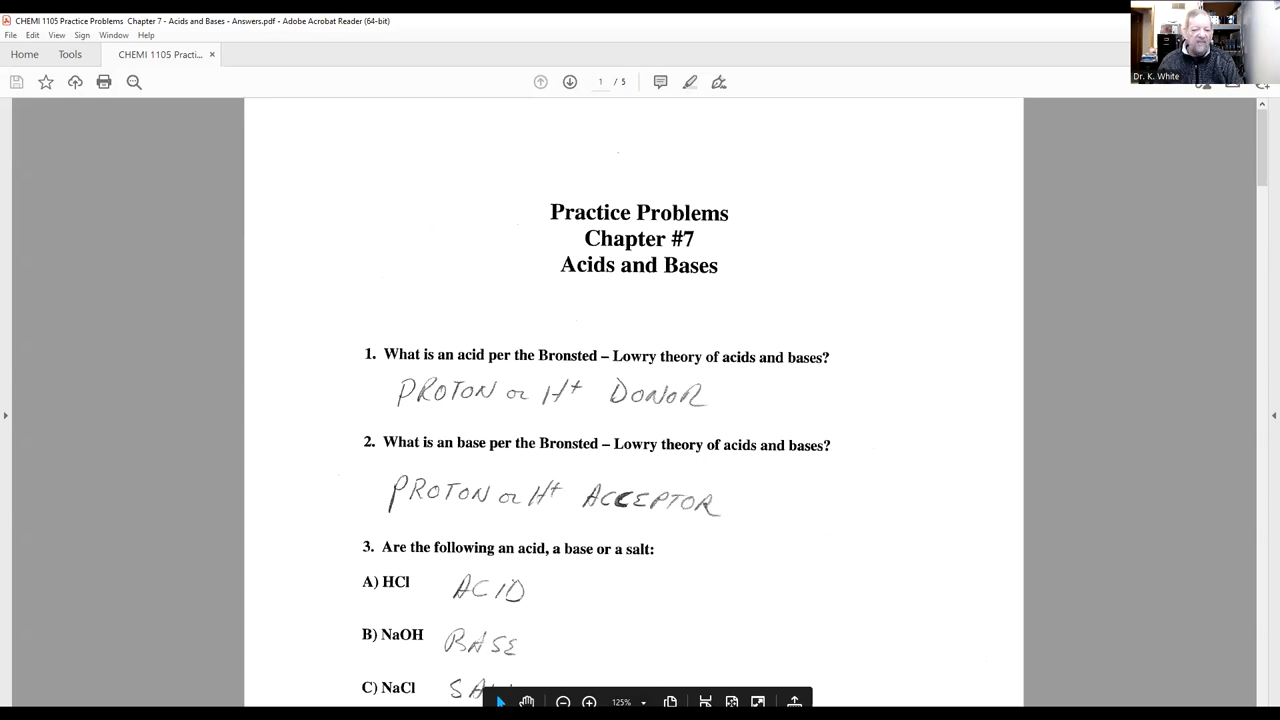 CHEMI 1105 Practice Problems Chapter 7 - Acids and Bases - Answers.pdf - Adobe Acrobat Reader (64-bit)
File Edit View Sign Window Help
Home Tools CHEMI 1105 Practi... ×
1 / 5
Dr. K. White
Practice Problems
Chapter #7
Acids and Bases
1. What is an acid per the Bronsted – Lowry theory of acids and bases?
PROTON or H+ DONOR
2. What is an base per the Bronsted – Lowry theory of acids and bases?
PROTON or H+ ACCEPTOR
3. Are the following an acid, a base or a salt:
A) HCl ACID
B) NaOH BASE
C) NaCl
125%